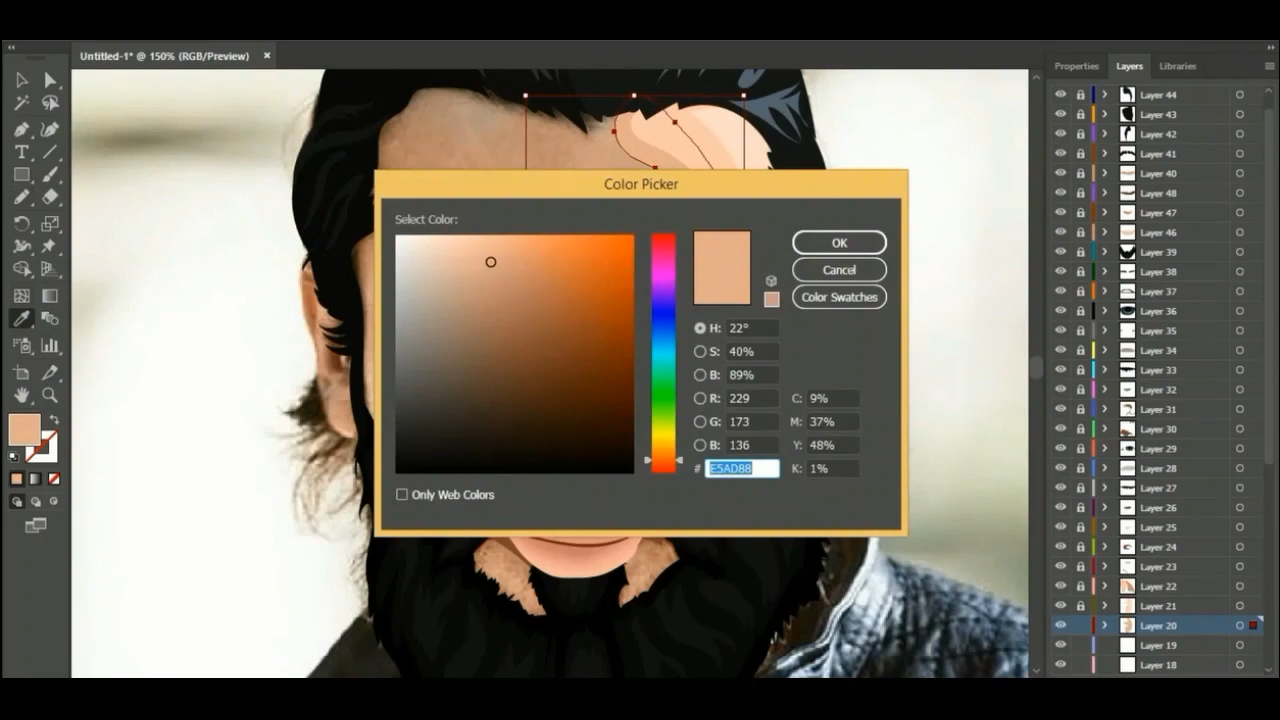 Untitled-1* @ 150% (RGB/Preview) ×
Properties Layers Libraries
Layer 44
Layer 43
Layer 42
Layer 41
Layer 40
Layer 48
Layer 47
Layer 46
Layer 39
Layer 38
Layer 37
Layer 36
Layer 35
Layer 34
Layer 33
Layer 32
Layer 31
Layer 30
Layer 29
Layer 28
Layer 27
Layer 26
Layer 25
Layer 24
Layer 23
Layer 22
Layer 21
Layer 20
Layer 19
Layer 18
Color Picker
Select Color:
OK
Cancel
Color Swatches
H: 22°
S: 40%
B: 89%
R: 229 C: 9%
G: 173 M: 37%
B: 136 Y: 48%
# E5AD88 K: 1%
Only Web Colors